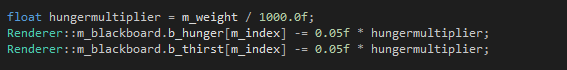 float hungermultiplier = m_weight / 1000.0f;
Renderer::m_blackboard.b_hunger[m_index] -= 0.05f * hungermultiplier;
Renderer::m_blackboard.b_thirst[m_index] -= 0.05f * hungermultiplier;